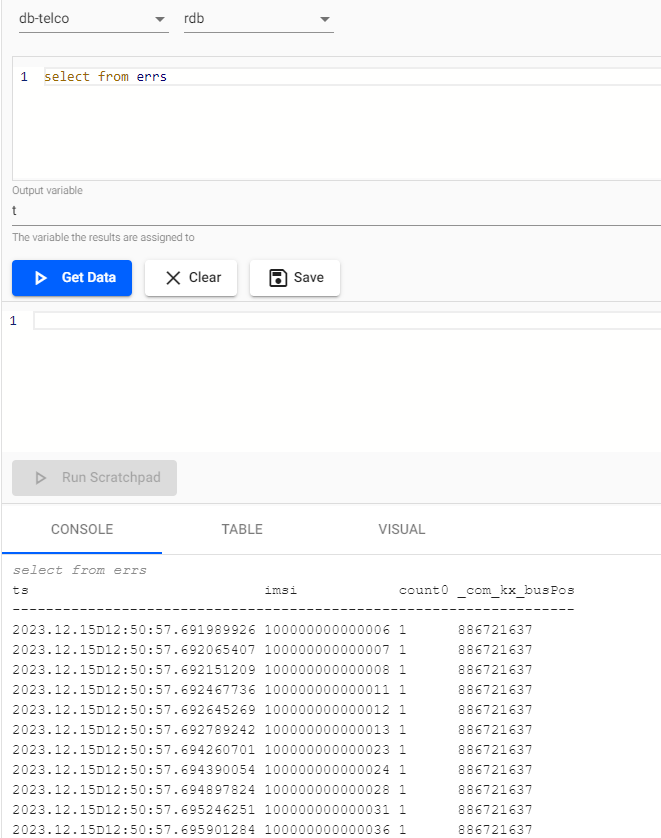 db-telco rdb
1 select from errs
Output variable
t
The variable the results are assigned to
Get Data Clear Save
1
Run Scratchpad
CONSOLE TABLE VISUAL
select from errs
ts imsi count0 _com_kx_busPos
---------------------------------------------------------------------------
2023.12.15D12:50:57.691989926 100000000000006 1 886721637
2023.12.15D12:50:57.692065407 100000000000007 1 886721637
2023.12.15D12:50:57.692151209 100000000000008 1 886721637
2023.12.15D12:50:57.692467736 100000000000011 1 886721637
2023.12.15D12:50:57.692645269 100000000000012 1 886721637
2023.12.15D12:50:57.692789242 100000000000013 1 886721637
2023.12.15D12:50:57.694260701 100000000000023 1 886721637
2023.12.15D12:50:57.694390054 100000000000024 1 886721637
2023.12.15D12:50:57.694897824 100000000000028 1 886721637
2023.12.15D12:50:57.695246251 100000000000031 1 886721637
2023.12.15D12:50:57.695901284 100000000000036 1 886721637